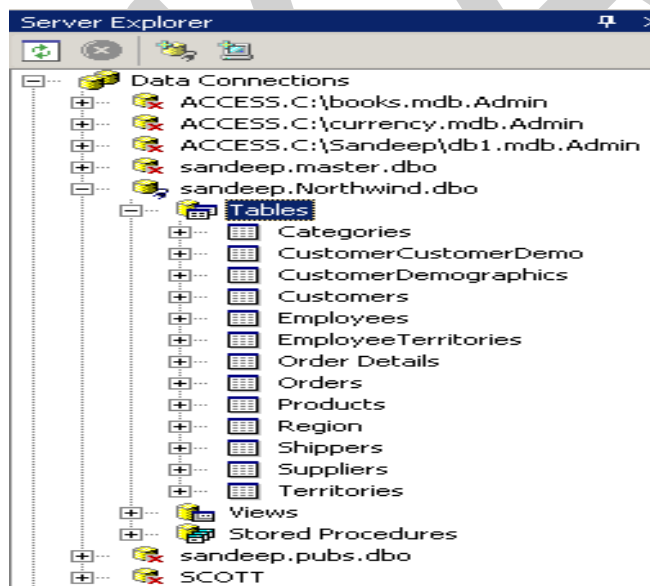 Server Explorer
Data Connections
ACCESS.C:\books.mdb.Admin
ACCESS.C:\currency.mdb.Admin
ACCESS.C:\Sandeep\db1.mdb.Admin
sandeep.master.dbo
sandeep.Northwind.dbo
Tables
Categories
CustomerCustomerDemo
CustomerDemographics
Customers
Employees
EmployeeTerritories
Order Details
Orders
Products
Region
Shippers
Suppliers
Territories
Views
Stored Procedures
sandeep.pubs.dbo
SCOTT